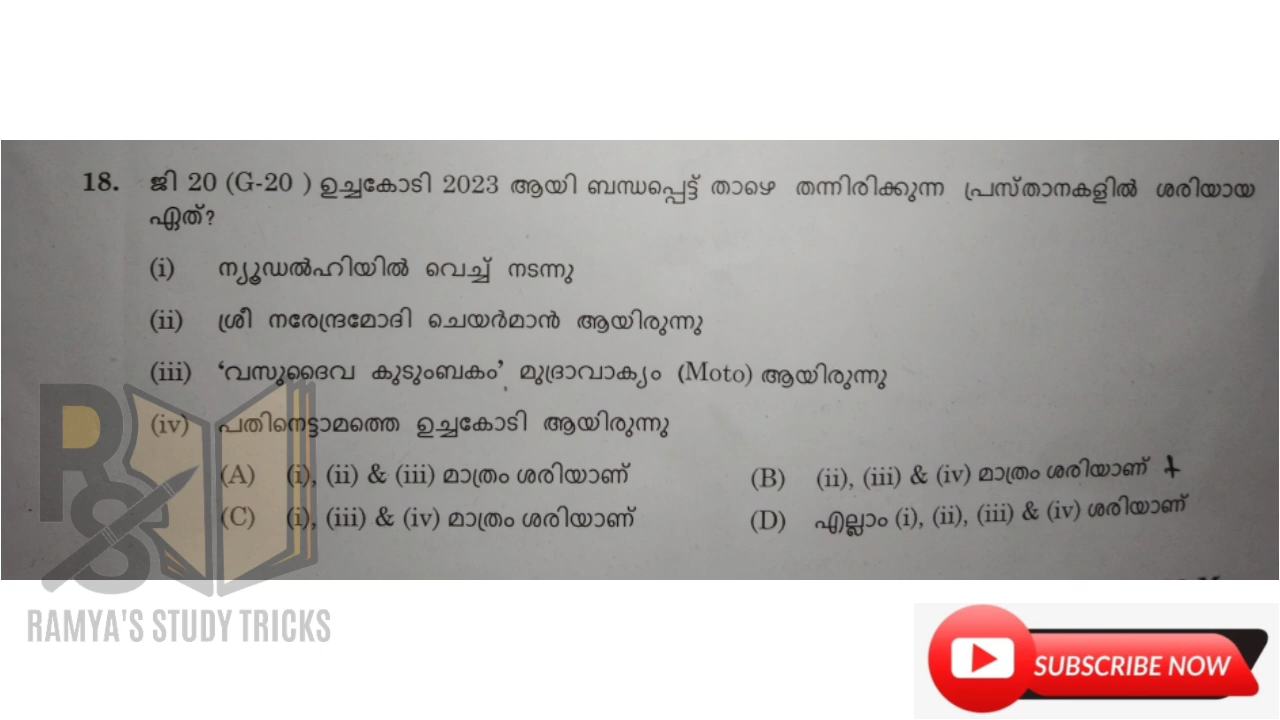 18. ജി 20 (G-20 ) ഉച്ചകോടി 2023 ആയി ബന്ധപ്പെട്ട് താഴെ തന്നിരിക്കുന്ന പ്രസ്താനകളിൽ ശരിയായ
ഏത്?
(i) ന്യൂഡൽഹിയിൽ വെച്ച് നടന്നു
(ii) ശ്രീ നരേന്ദ്രമോദി ചെയർമാൻ ആയിരുന്നു
(iii) ‘വസുദൈവ കുടുംബകം’ മുദ്രാവാക്യം (Moto) ആയിരുന്നു
(iv) പതിനെട്ടാമത്തെ ഉച്ചകോടി ആയിരുന്നു
(A) (i), (ii) & (iii) മാത്രം ശരിയാണ് (B) (ii), (iii) & (iv) മാത്രം ശരിയാണ്
(C) (i), (iii) & (iv) മാത്രം ശരിയാണ് (D) എല്ലാം (i), (ii), (iii) & (iv) ശരിയാണ്
RS
RAMYA'S STUDY TRICKS
SUBSCRIBE NOW